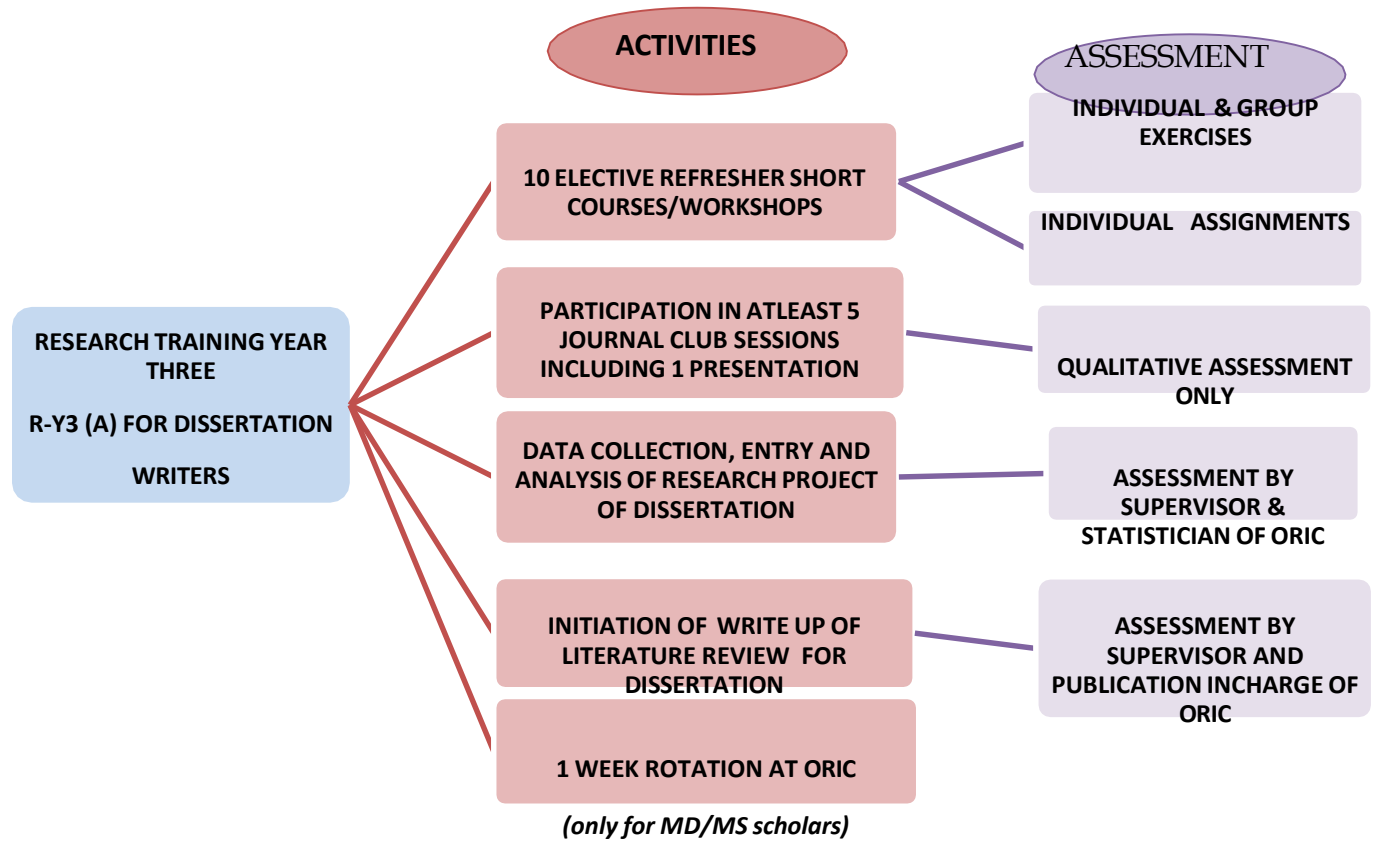 ACTIVITIES
ASSESSMENT
RESEARCH TRAINING YEAR
THREE
R-Y3 (A) FOR DISSERTATION
WRITERS
10 ELECTIVE REFRESHER SHORT
COURSES/WORKSHOPS
INDIVIDUAL & GROUP
EXERCISES
INDIVIDUAL ASSIGNMENTS
PARTICIPATION IN ATLEAST 5
JOURNAL CLUB SESSIONS
INCLUDING 1 PRESENTATION
QUALITATIVE ASSESSMENT
ONLY
DATA COLLECTION, ENTRY AND
ANALYSIS OF RESEARCH PROJECT
OF DISSERTATION
ASSESSMENT BY
SUPERVISOR &
STATISTICIAN OF ORIC
INITIATION OF WRITE UP OF
LITERATURE REVIEW FOR
DISSERTATION
ASSESSMENT BY
SUPERVISOR AND
PUBLICATION INCHARGE OF
ORIC
1 WEEK ROTATION AT ORIC
(only for MD/MS scholars)